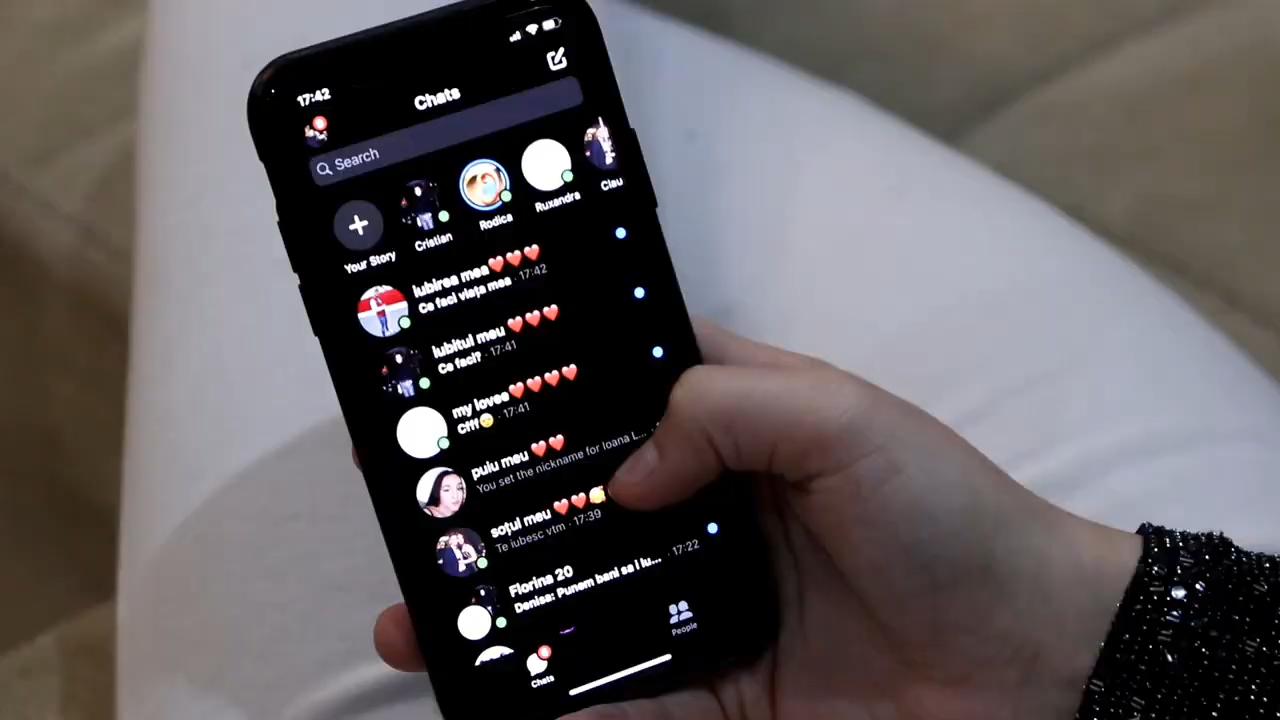 17:42
Chats
Search
Your Story
Cristian
Rodica
Ruxandra
Clau
Iubirea mea❤️❤️❤️
Ce faci viața mea · 17:42
Iubitul meu ❤️❤️❤️
Ce faci? · 17:41
my lovee❤️❤️❤️❤️
Cff!😥 · 17:41
puiu meu ❤️❤️
You set the nickname for Ioana L...
soțul meu ❤️❤️🥰
Te iubesc vtm · 17:39
Florina 20
Denisa: Punem bani sa i lu... · 17:22
Chats
People